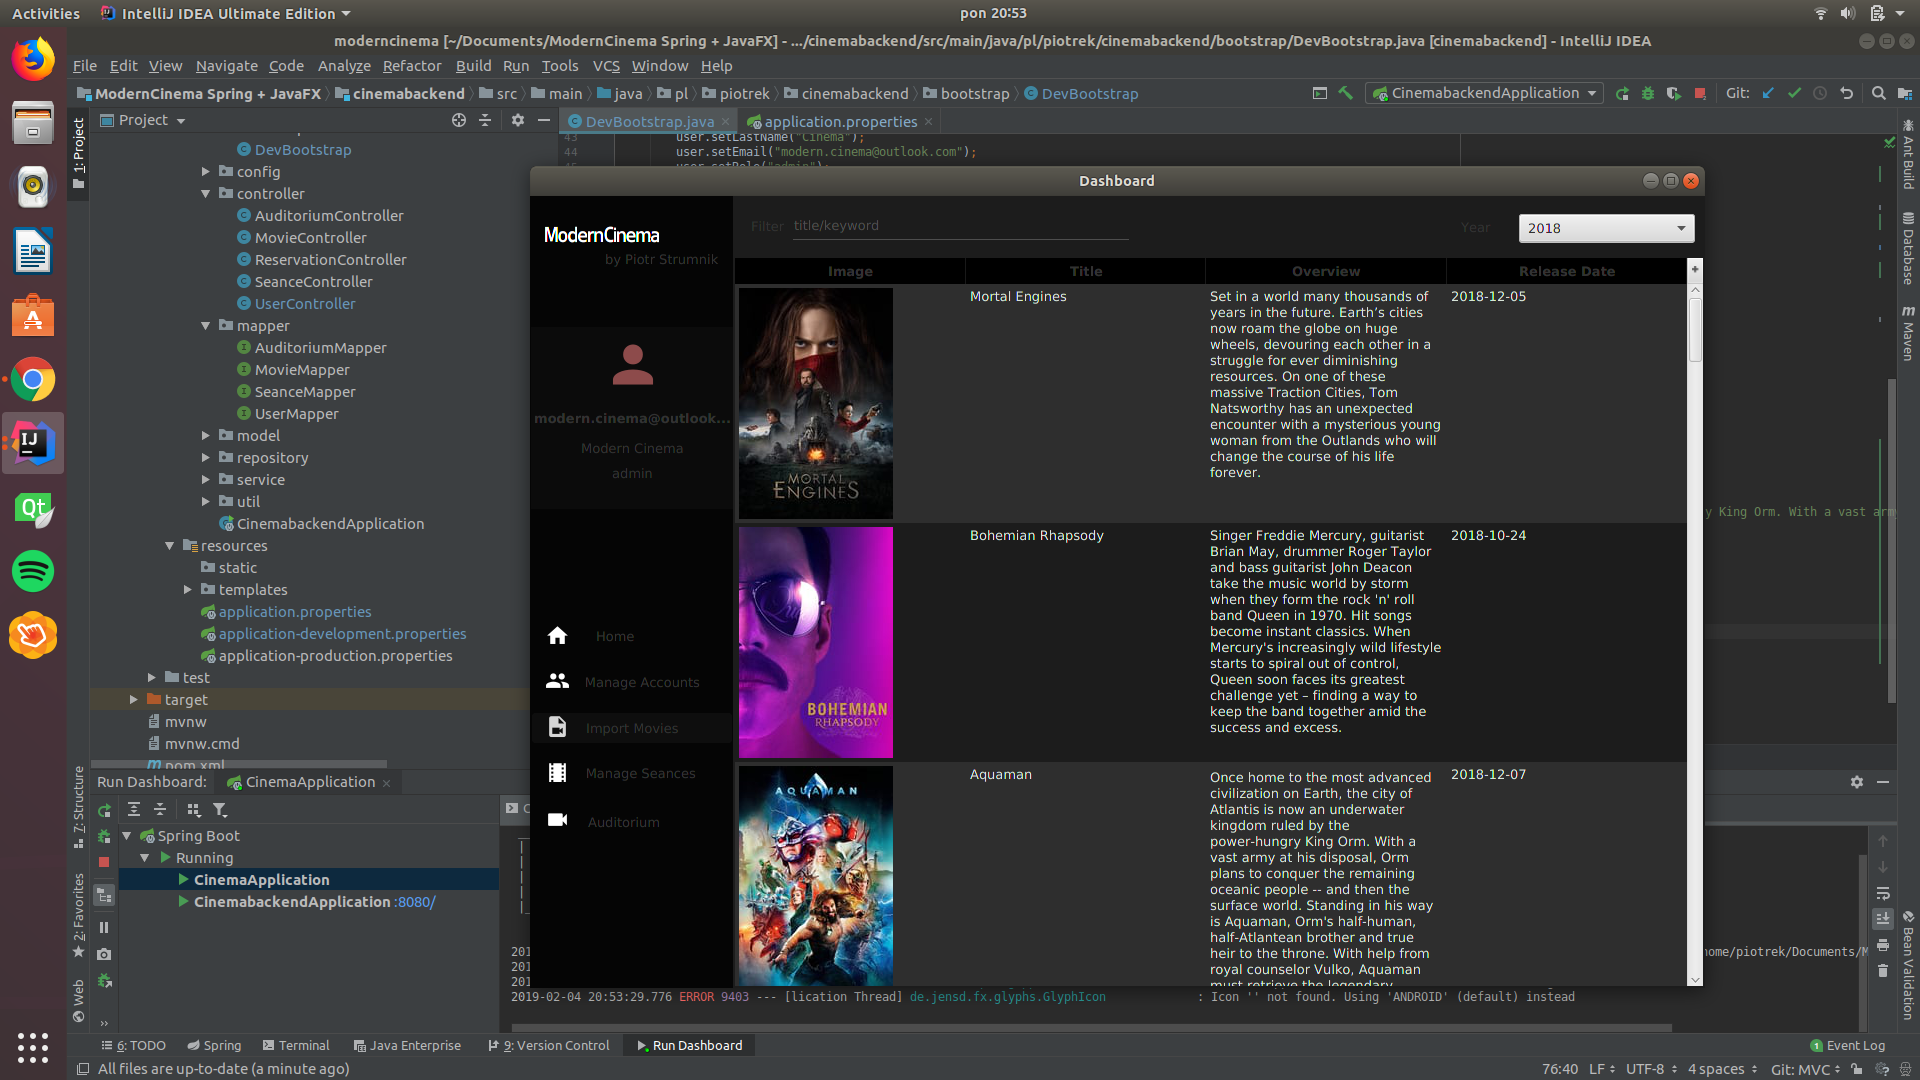 Activities
IntelliJ IDEA Ultimate Edition
pon 20:53
moderncinema [~/Documents/ModernCinema Spring + JavaFX] - .../cinemabackend/src/main/java/pl/piotrek/cinemabackend/bootstrap/DevBootstrap.java [cinemabackend] - IntelliJ IDEA
File Edit View Navigate Code Analyze Refactor Build Run Tools VCS Window Help
ModernCinema Spring + JavaFX cinemabackend src main java pl piotrek cinemabackend bootstrap DevBootstrap
CinemabackendApplication
Git:
1: Project
Project
DevBootstrap.java
application.properties
43 user.setLastName("Cinema");
44 user.setEmail("modern.cinema@outlook.com");
DevBootstrap
config
controller
AuditoriumController
MovieController
ReservationController
SeanceController
UserController
mapper
AuditoriumMapper
MovieMapper
SeanceMapper
UserMapper
model
repository
service
util
CinemabackendApplication
resources
static
templates
application.properties
application-development.properties
application-production.properties
test
target
mvnw
mvnw.cmd
pom.xml
Ant Build
Database
Maven
Bean Validation
Dashboard
ModernCinema
by Piotr Strumnik
modern.cinema@outlook...
Modern Cinema
admin
Home
Manage Accounts
Import Movies
Manage Seances
Auditorium
Filter title/keyword
Year 2018
Image Title Overview Release Date
MORTAL
ENGINES
Mortal Engines
Set in a world many thousands of
years in the future. Earth’s cities
now roam the globe on huge
wheels, devouring each other in a
struggle for ever diminishing
resources. On one of these
massive Traction Cities, Tom
Natsworthy has an unexpected
encounter with a mysterious young
woman from the Outlands who will
change the course of his life
forever.
2018-12-05
BOHEMIAN
RHAPSODY
Bohemian Rhapsody
Singer Freddie Mercury, guitarist
Brian May, drummer Roger Taylor
and bass guitarist John Deacon
take the music world by storm
when they form the rock 'n' roll
band Queen in 1970. Hit songs
become instant classics. When
Mercury's increasingly wild lifestyle
starts to spiral out of control,
Queen soon faces its greatest
challenge yet – finding a way to
keep the band together amid the
success and excess.
2018-10-24
AQUAMAN
Aquaman
Once home to the most advanced
civilization on Earth, the city of
Atlantis is now an underwater
kingdom ruled by the
power-hungry King Orm. With a
vast army at his disposal, Orm
plans to conquer the remaining
oceanic people -- and then the
surface world. Standing in his way
is Aquaman, Orm's half-human,
half-Atlantean brother and true
heir to the throne. With help from
royal counselor Vulko, Aquaman
must retrieve the legendary
2018-12-07
y King Orm. With a vast army
Run Dashboard:
CinemaApplication
7: Structure
2: Favorites
Web
Spring Boot
Running
CinemaApplication
CinemabackendApplication :8080/
201
201
201
home/piotrek/Documents/M
2019-02-04 20:53:29.776 ERROR 9403 --- [lication Thread] de.jensd.fx.glyphs.GlyphIcon : Icon '' not found. Using 'ANDROID' (default) instead
6: TODO Spring Terminal Java Enterprise 9: Version Control Run Dashboard
1 Event Log
All files are up-to-date (a minute ago)
76:40 LF UTF-8 4 spaces Git: MVC